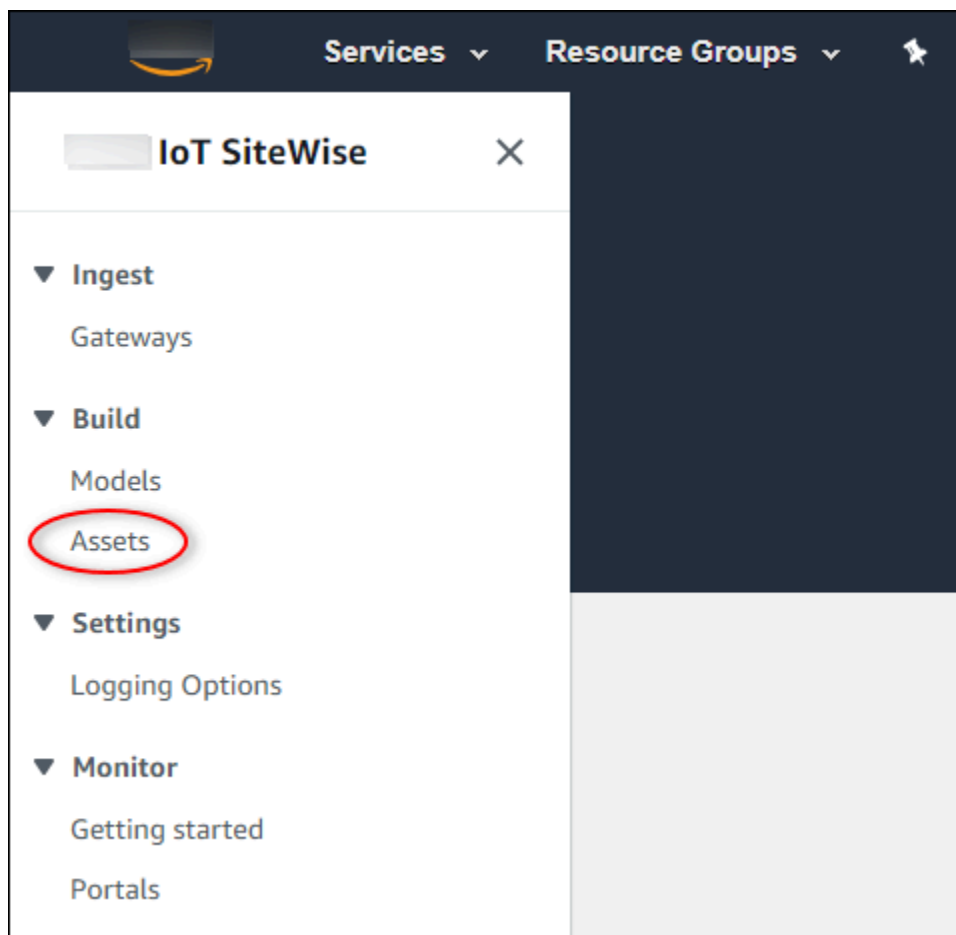 Services Resource Groups
IoT SiteWise
Ingest
Gateways
Build
Models
Assets
Settings
Logging Options
Monitor
Getting started
Portals